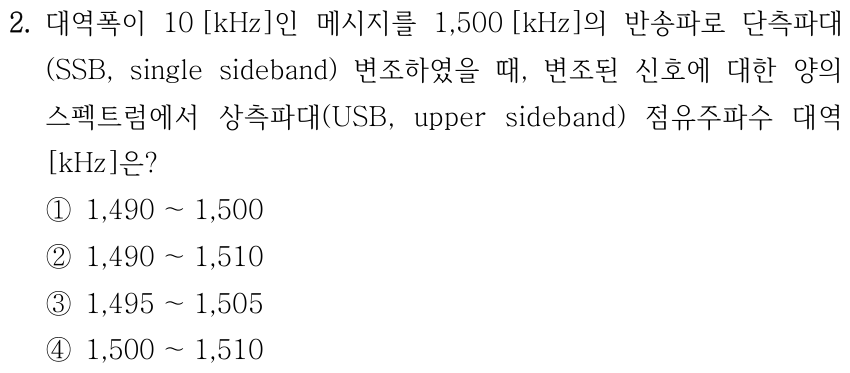 2. 대역폭이 10 [kHz]인 메시지를 1,500 [kHz]의 반송파로 단측파대
(SSB, single sideband) 변조하였을 때, 변조된 신호에 대한 양의
스펙트럼에서 상측파대(USB, upper sideband) 점유주파수 대역
[kHz]은?
① 1,490 ~ 1,500
② 1,490 ~ 1,510
③ 1,495 ~ 1,505
④ 1,500 ~ 1,510